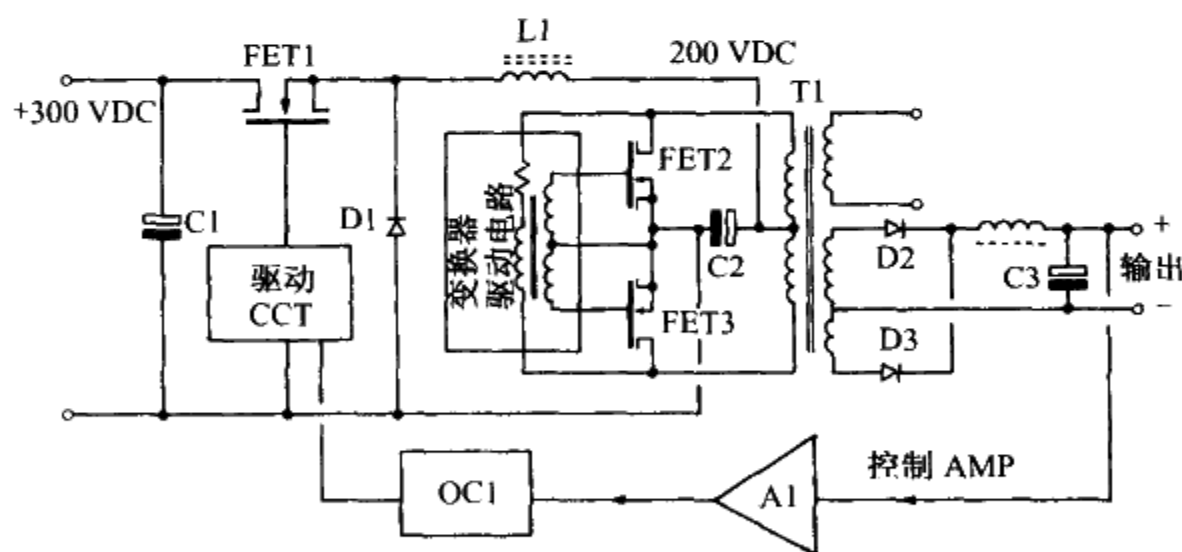 L1
FET1
200 VDC
T1
+300 VDC
FET2
C1
D1
变换器
驱动电路
C2
D2
+
输出
C3
−
驱动
CCT
FET3
D3
控制 AMP
OC1
A1